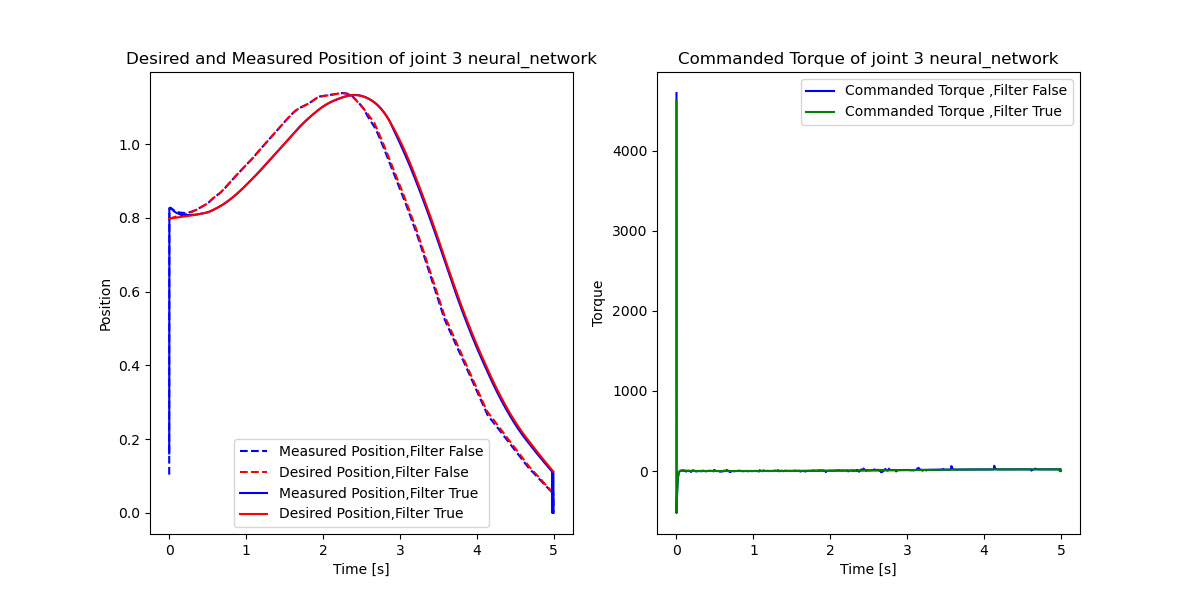 Desired and Measured Position of joint 3 neural_network
Position
1.0
0.8
0.6
0.4
0.2
0.0
Measured Position,Filter False
Desired Position,Filter False
Measured Position,Filter True
Desired Position,Filter True
0 1 2 3 4 5
Time [s]
Commanded Torque of joint 3 neural_network
Torque
4000
3000
2000
1000
0
Commanded Torque ,Filter False
Commanded Torque ,Filter True
0 1 2 3 4 5
Time [s]